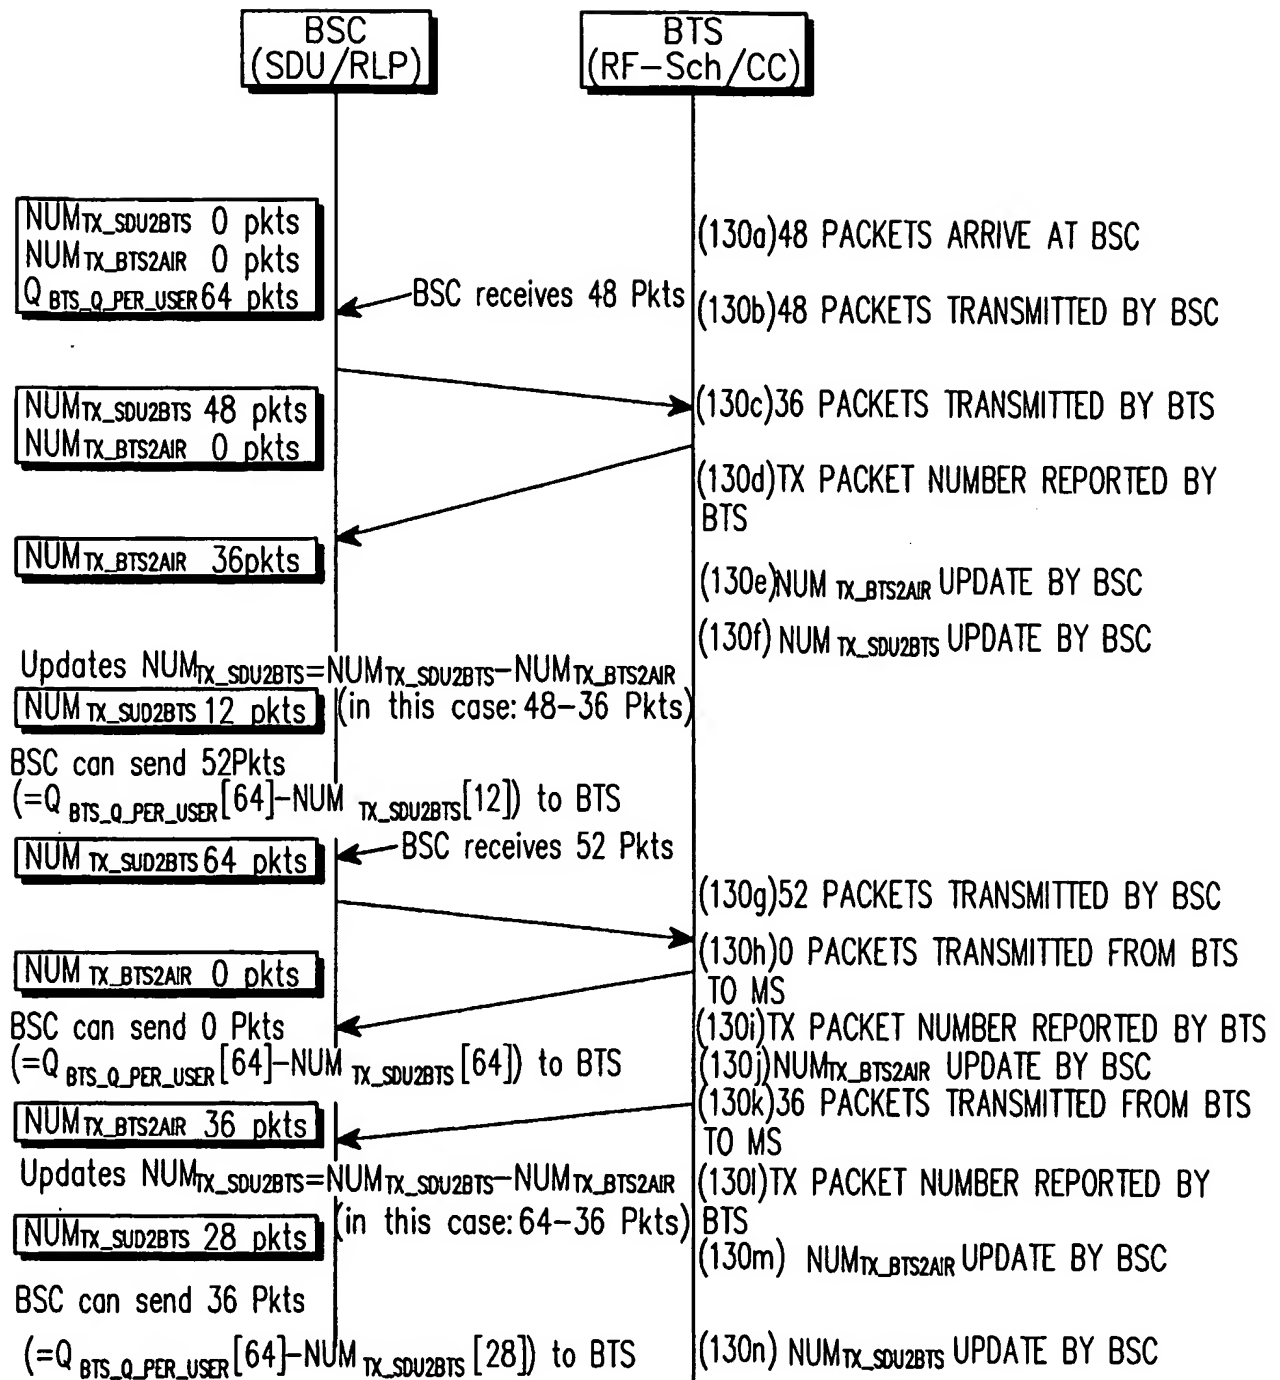 BSC
(SDU/RLP)
BTS
(RF-Sch/CC)
NUMTX_SDU2BTS 0 pkts
NUMTX_BTS2AIR 0 pkts
Q BTS_Q_PER_USER 64 pkts
BSC receives 48 Pkts
(130a)48 PACKETS ARRIVE AT BSC
(130b)48 PACKETS TRANSMITTED BY BSC
NUMTX_SDU2BTS 48 pkts
NUMTX_BTS2AIR 0 pkts
(130c)36 PACKETS TRANSMITTED BY BTS
(130d)TX PACKET NUMBER REPORTED BY
BTS
NUMTX_BTS2AIR 36pkts
(130e)NUM TX_BTS2AIR UPDATE BY BSC
(130f) NUM TX_SDU2BTS UPDATE BY BSC
Updates NUMTX_SDU2BTS=NUMTX_SDU2BTS-NUMTX_BTS2AIR
NUM TX_SUD2BTS 12 pkts
(in this case: 48-36 Pkts)
BSC can send 52Pkts
(=Q BTS_Q_PER_USER[64]-NUM TX_SDU2BTS[12]) to BTS
NUM TX_SUD2BTS 64 pkts
BSC receives 52 Pkts
(130g)52 PACKETS TRANSMITTED BY BSC
(130h)0 PACKETS TRANSMITTED FROM BTS
TO MS
NUM TX_BTS2AIR 0 pkts
BSC can send 0 Pkts
(=Q BTS_Q_PER_USER[64]-NUM TX_SDU2BTS[64]) to BTS
(130i)TX PACKET NUMBER REPORTED BY BTS
(130j)NUMTX_BTS2AIR UPDATE BY BSC
(130k)36 PACKETS TRANSMITTED FROM BTS
TO MS
NUMTX_BTS2AIR 36 pkts
Updates NUMTX_SDU2BTS=NUMTX_SDU2BTS-NUMTX_BTS2AIR
(in this case: 64-36 Pkts)
(130l)TX PACKET NUMBER REPORTED BY
BTS
NUMTX_SUD2BTS 28 pkts
(130m) NUMTX_BTS2AIR UPDATE BY BSC
BSC can send 36 Pkts
(=Q BTS_Q_PER_USER[64]-NUM TX_SDU2BTS [28]) to BTS
(130n) NUMTX_SDU2BTS UPDATE BY BSC